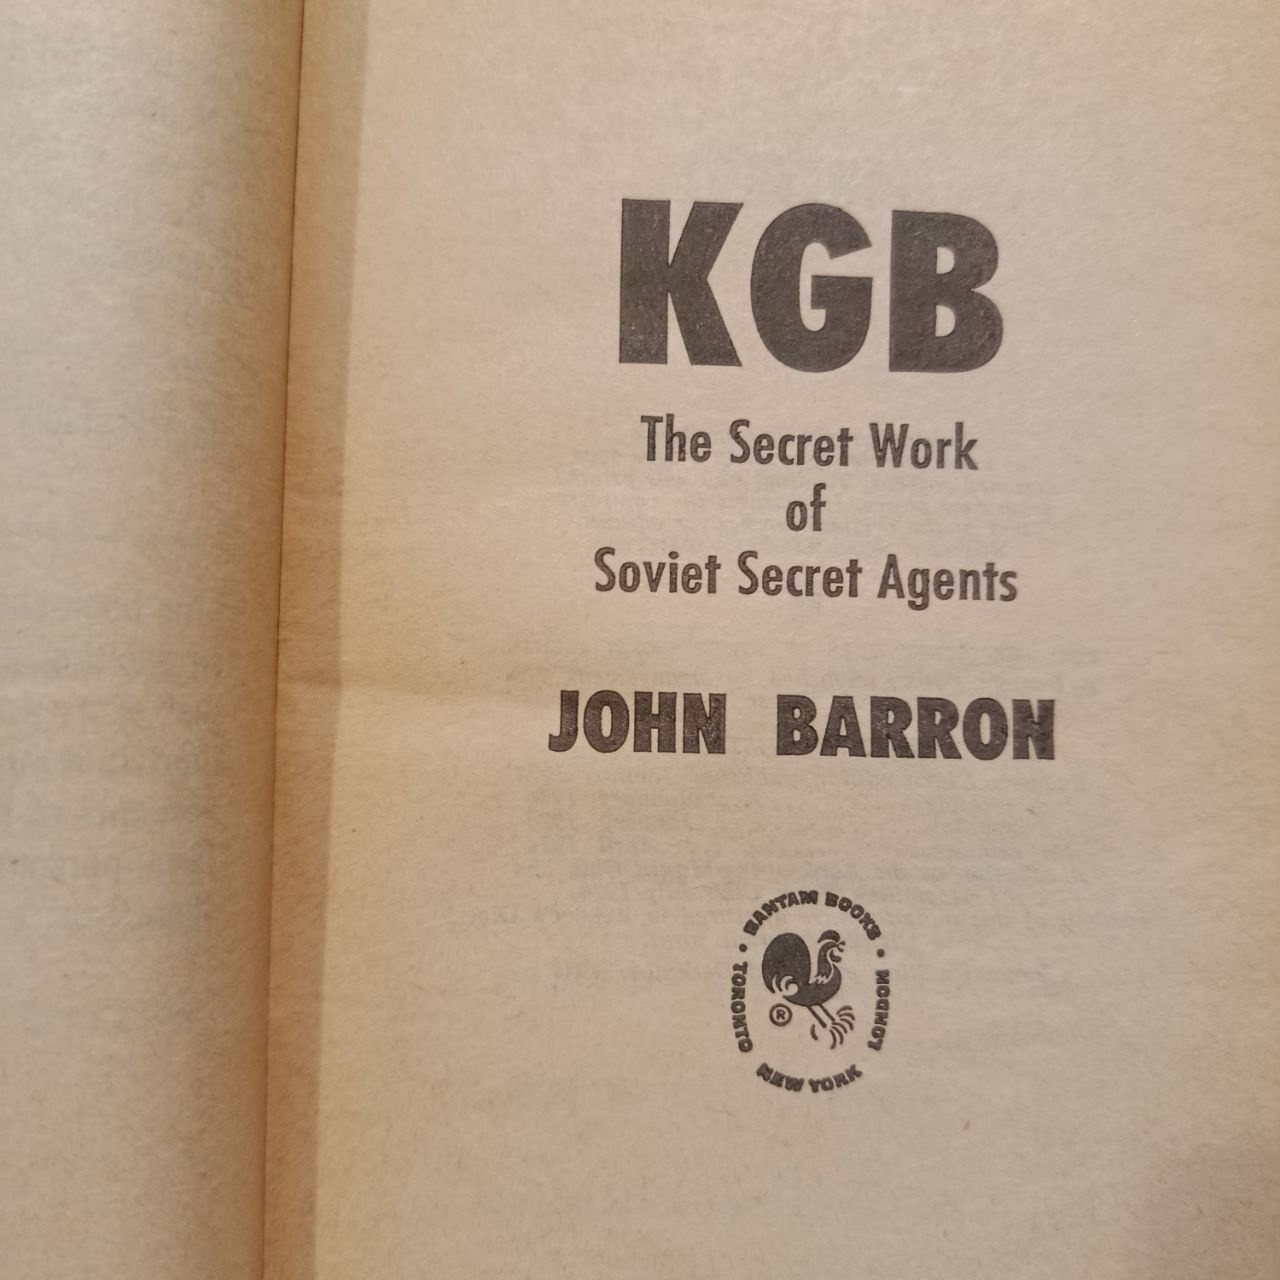 KGB
The Secret Work
of
Soviet Secret Agents
JOHN BARRON
BANTAM BOOKS
TORONTO • NEW YORK • LONDON
®